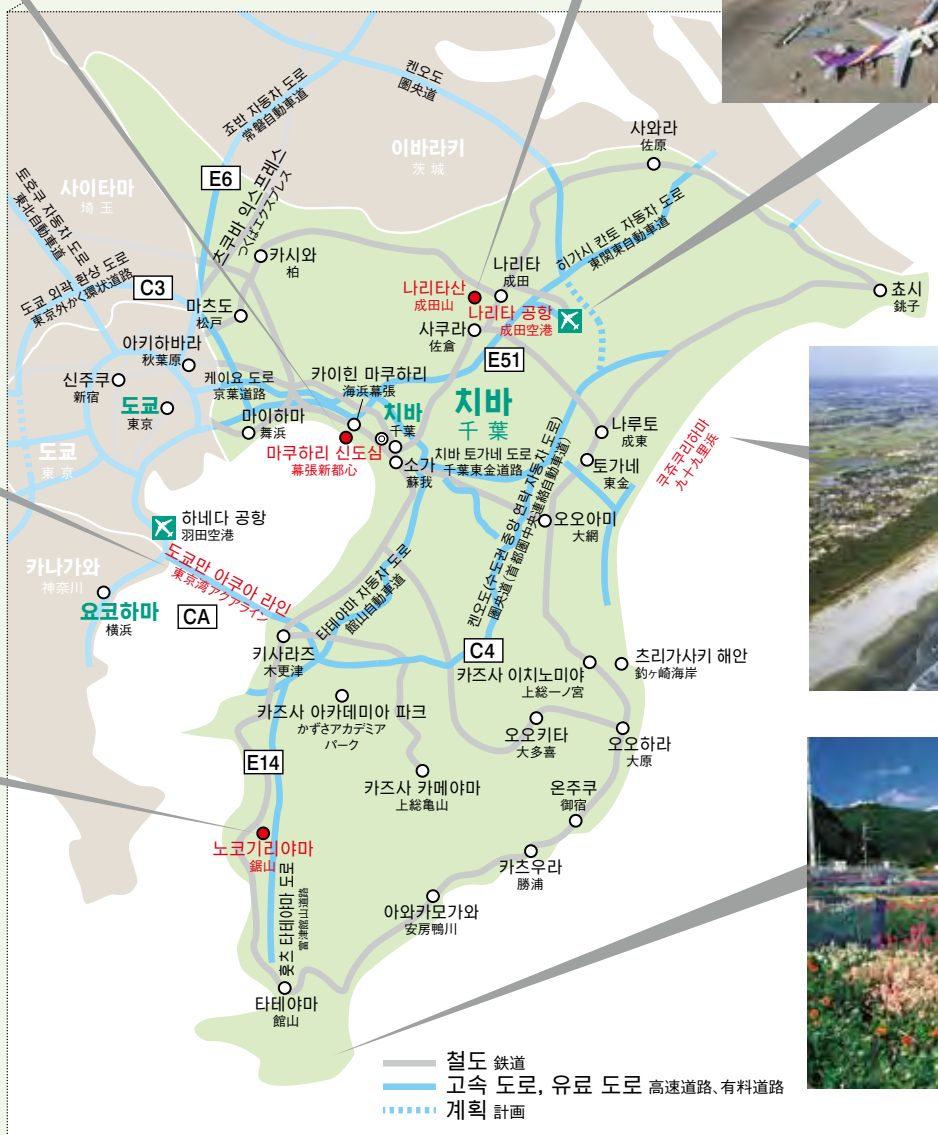 켄오도
圏央道
죠반 자동차 도로
常磐自動車道
이바라키
茨城
사와라
佐原
사이타마
埼玉
E6
츠쿠바 익스프레스
つくばエクスプレス
토호쿠 자동차 도로
東北自動車道
히가시 칸토 자동차 도로
東関東自動車道
도쿄 외곽 환상 도로
東京外かく環状道路
C3
카시와
柏
나리타
成田
나리타산
成田山
나리타 공항
成田空港
쵸시
銚子
마츠도
松戸
사쿠라
佐倉
E51
아키하바라
秋葉原
신주쿠
新宿
도쿄
東京
케이요 도로
京葉道路
카이힌 마쿠하리
海浜幕張
마이하마
舞浜
치바
千葉
치바
千葉
마쿠하리 신도심
幕張新都心
소가
蘇我
치바 토가네 도로
千葉東金道路
나루토
成東
토가네
東金
쿠쥬쿠리하마
九十九里浜
도쿄
東京
하네다 공항
羽田空港
오오아미
大網
켄오도(수도권 중앙 연락 자동차 도로)
圏央道(首都圏中央連絡自動車道)
카나가와
神奈川
요코하마
横浜
도쿄만 아쿠아 라인
東京湾アクアライン
CA
타테야마 자동차 도로
館山自動車道
키사라즈
木更津
C4
카즈사 이치노미야
上総一ノ宮
츠리가사키 해안
釣ヶ崎海岸
카즈사 아카데미아 파크
かずさアカデミア
パーク
오오키타
大多喜
오오하라
大原
E14
카즈사 카메야마
上総亀山
온주쿠
御宿
노코기리야마
鋸山
카츠우라
勝浦
아와카모가와
安房鴨川
훗츠 타테야마 도로
富津館山道路
타테야마
館山
철도 鉄道
고속 도로, 유료 도로 高速道路、有料道路
계획 計画